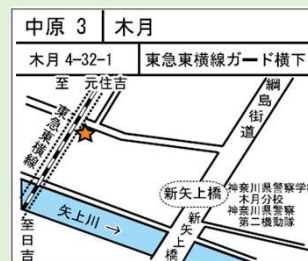 中原 3 木月
木月 4-32-1 東急東横線ガード横下
至 元住吉
東急東横線
綱島街道
新矢上橋
神奈川県警察学校
木月分校
神奈川県警察
第二機動隊
矢上川 →
新矢上橋
至日吉